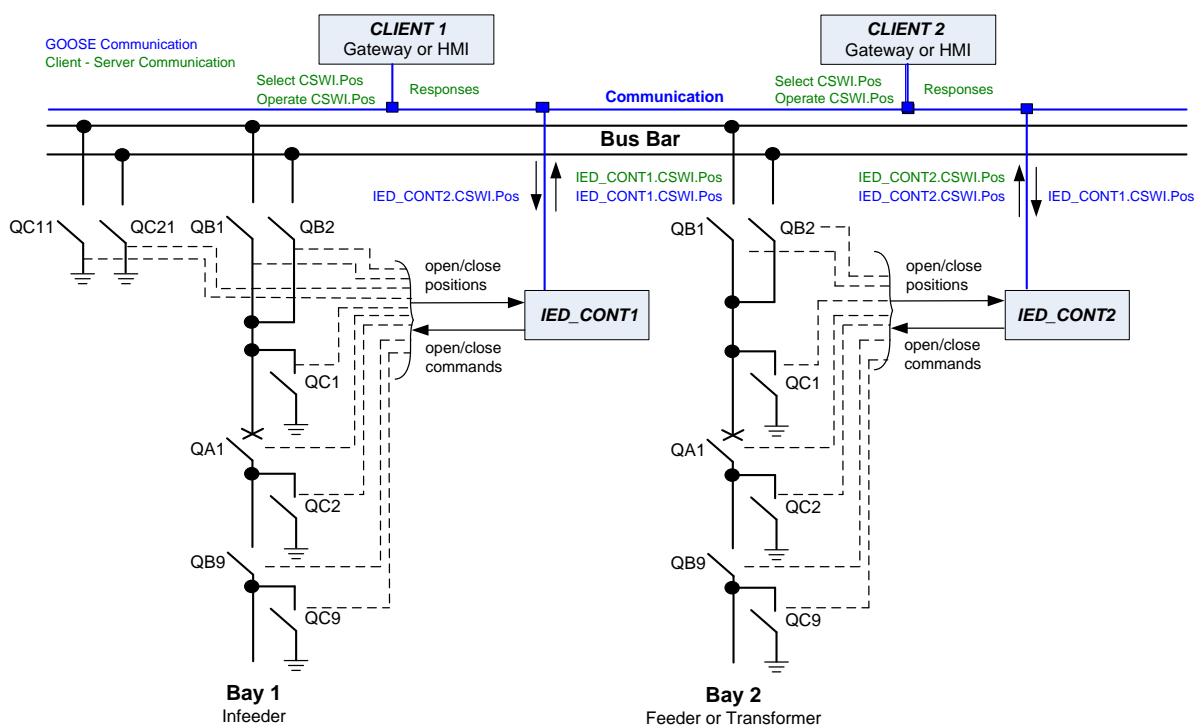 CLIENT 1
Gateway or HMI
CLIENT 2
Gateway or HMI
GOOSE Communication
Client - Server Communication
Select CSWI.Pos
Operate CSWI.Pos
Responses
Communication
Select CSWI.Pos
Operate CSWI.Pos
Responses
Bus Bar
IED_CONT2.CSWI.Pos
IED_CONT1.CSWI.Pos
IED_CONT1.CSWI.Pos
IED_CONT2.CSWI.Pos
IED_CONT2.CSWI.Pos
IED_CONT1.CSWI.Pos
QC11
QC21
QB1
QB2
open/close
positions
IED_CONT1
open/close
commands
QC1
QA1
QC2
QB9
QC9
QB1
QB2
open/close
positions
IED_CONT2
open/close
commands
QC1
QA1
QC2
QB9
QC9
Bay 1
Infeeder
Bay 2
Feeder or Transformer